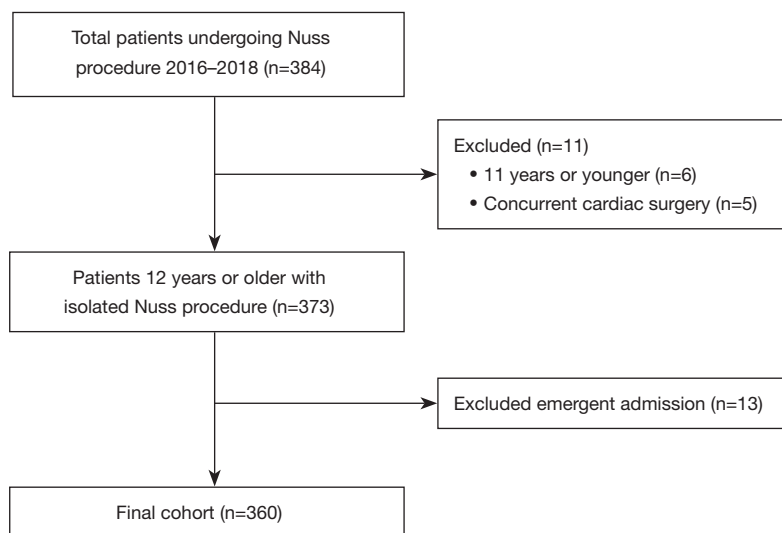 Total patients undergoing Nuss
procedure 2016–2018 (n=384)
Excluded (n=11)
• 11 years or younger (n=6)
• Concurrent cardiac surgery (n=5)
Patients 12 years or older with
isolated Nuss procedure (n=373)
Excluded emergent admission (n=13)
Final cohort (n=360)